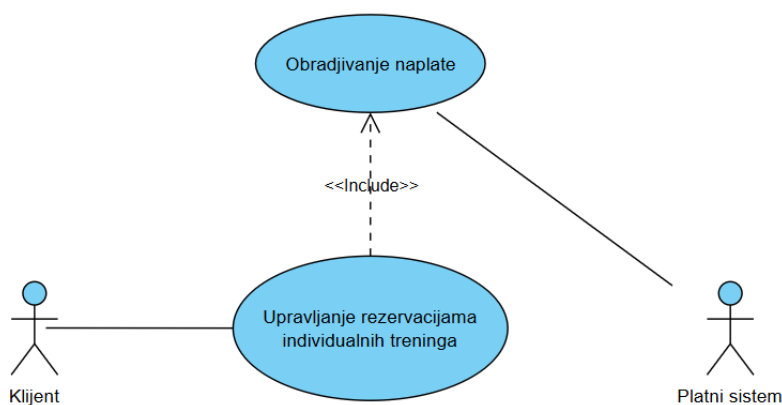 Obradjivanje naplate
<<Include>>
Upravljanje rezervacijama
individualnih treninga
Klijent
Platni sistem